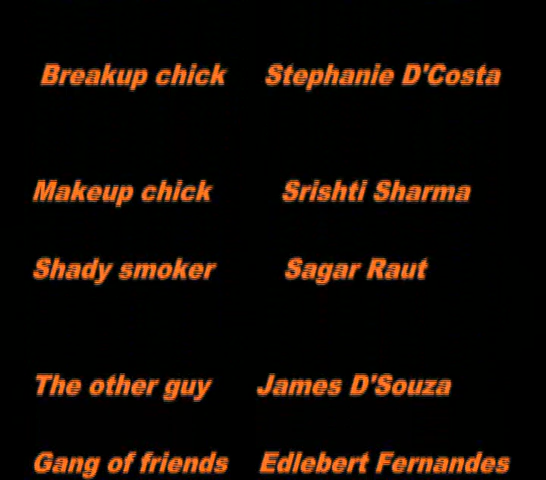 Breakup chick Stephanie D'Costa
Makeup chick Srishti Sharma
Shady smoker Sagar Raut
The other guy James D'Souza
Gang of friends Edlebert Fernandes